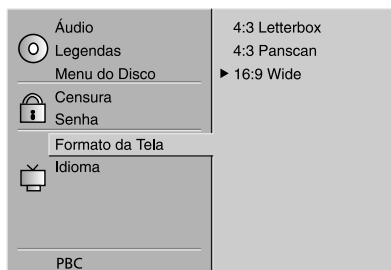 Áudio
Legendas
Menu do Disco
Censura
Senha
Formato da Tela
Idioma
PBC
4:3 Letterbox
4:3 Panscan
16:9 Wide